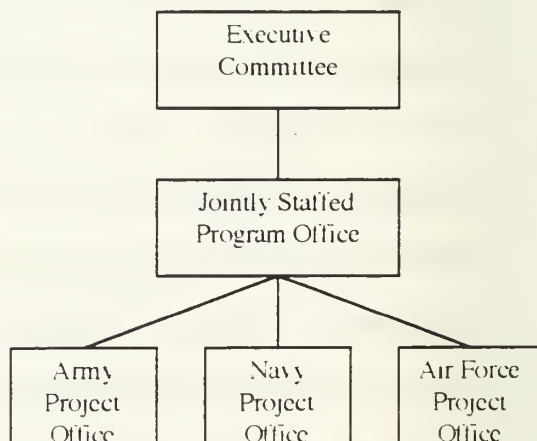 Executive
Committee
Jointly Staffed
Program Office
Army
Project
Office
Navy
Project
Office
Air Force
Project
Office